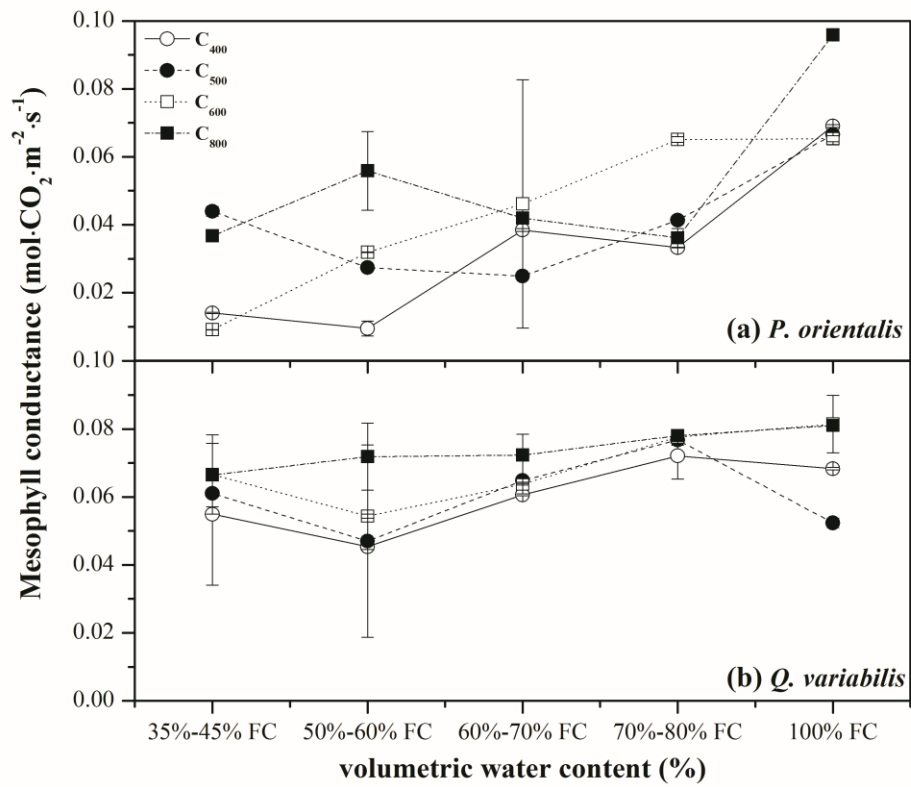 Mesophyll conductance (mol·CO₂·m⁻²·s⁻¹)
0.10
0.08
0.06
0.04
0.02
C₄₀₀
C₅₀₀
C₆₀₀
C₈₀₀
(a) P. orientalis
0.10
0.10
0.08
0.06
0.04
0.02
0.00
(b) Q. variabilis
35%-45% FC 50%-60% FC 60%-70% FC 70%-80% FC 100% FC
volumetric water content (%)